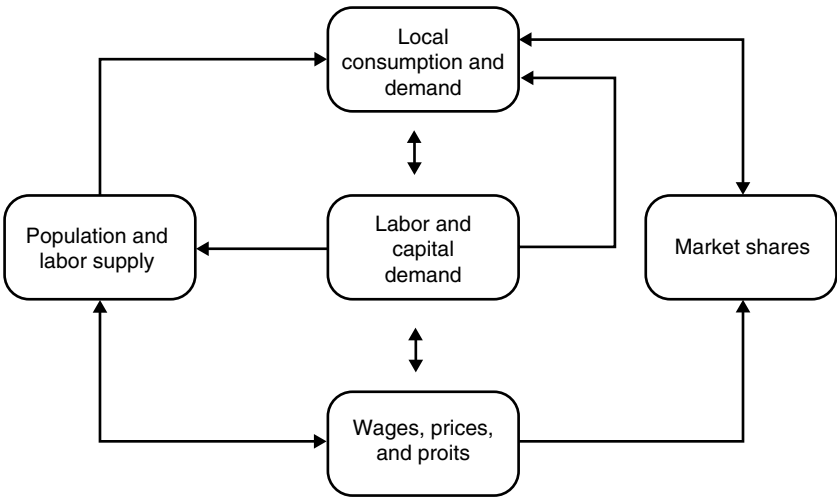 Local
consumption and
demand
Population and
labor supply
Labor and
capital
demand
Market shares
Wages, prices,
and proits